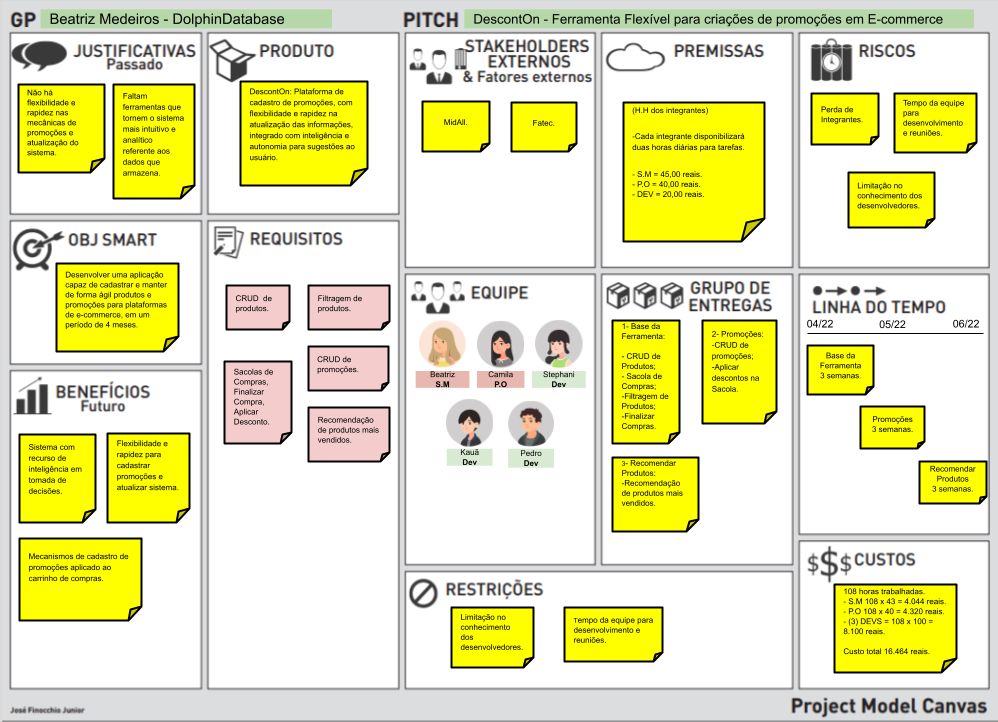 GP Beatriz Medeiros - DolphinDatabase
PITCH DescontOn - Ferramenta Flexível para criações de promoções em E-commerce
JUSTIFICATIVAS
Passado
Não há
flexibilidade e
rapidez nas
mecânicas de
promoções e
atualização do
sistema.
Faltam
ferramentas que
tornem o sistema
mais intuitivo e
analítico
referente aos
dados que
armazena.
PRODUTO
DescontOn: Plataforma de
cadastro de promoções, com
flexibilidade e rapidez na
atualização das informações,
integrado com inteligência e
autonomia para sugestões ao
usuário.
STAKEHOLDERS
EXTERNOS
& Fatores externos
MidAll.
Fatec.
PREMISSAS
(H.H dos integrantes)
-Cada integrante disponibilizará
duas horas diárias para tarefas.
- S.M = 45,00 reais.
- P.O = 40,00 reais.
- DEV = 20,00 reais.
RISCOS
Perda de
Integrantes.
Tempo da equipe
para
desenvolvimento
e reuniões.
Limitação no
conhecimento dos
desenvolvedores.
OBJ SMART
Desenvolver uma aplicação
capaz de cadastrar e manter
de forma ágil produtos e
promoções para plataformas
de e-commerce, em um
período de 4 meses.
REQUISITOS
CRUD de
produtos.
Filtragem de
produtos.
CRUD de
promoções.
Sacolas de
Compras,
Finalizar
Compra,
Aplicar
Desconto.
Recomendação
de produtos mais
vendidos.
EQUIPE
Beatriz
S.M
Camila
P.O
Stephani
Dev
Kauã
Dev
Pedro
Dev
GRUPO DE
ENTREGAS
1- Base da
Ferramenta:
- CRUD de
Produtos;
- Sacola de
Compras;
-Filtragem de
Produtos;
-Finalizar
Compras.
2- Promoções:
-CRUD de
promoções;
-Aplicar
descontos na
Sacola.
3- Recomendar
Produtos:
-Recomendação
de produtos mais
vendidos.
LINHA DO TEMPO
04/22 05/22 06/22
Base da
Ferramenta
3 semanas.
Promoções
3 semanas.
Recomendar
Produtos
3 semanas.
BENEFÍCIOS
Futuro
Sistema com
recurso de
inteligência em
tomada de
decisões.
Flexibilidade e
rapidez para
cadastrar
promoções e
atualizar sistema.
Mecanismos de cadastro de
promoções aplicado ao
carrinho de compras.
RESTRIÇÕES
Limitação no
conhecimento
dos
desenvolvedores.
Tempo da equipe para
desenvolvimento e
reuniões.
$$$ CUSTOS
108 horas trabalhadas.
- S.M 108 x 43 = 4.044 reais.
- P.O 108 x 40 = 4.320 reais.
- (3) DEVS = 108 x 100 =
8.100 reais.
Custo total 16.464 reais.
José Finocchio Junior
Project Model Canvas